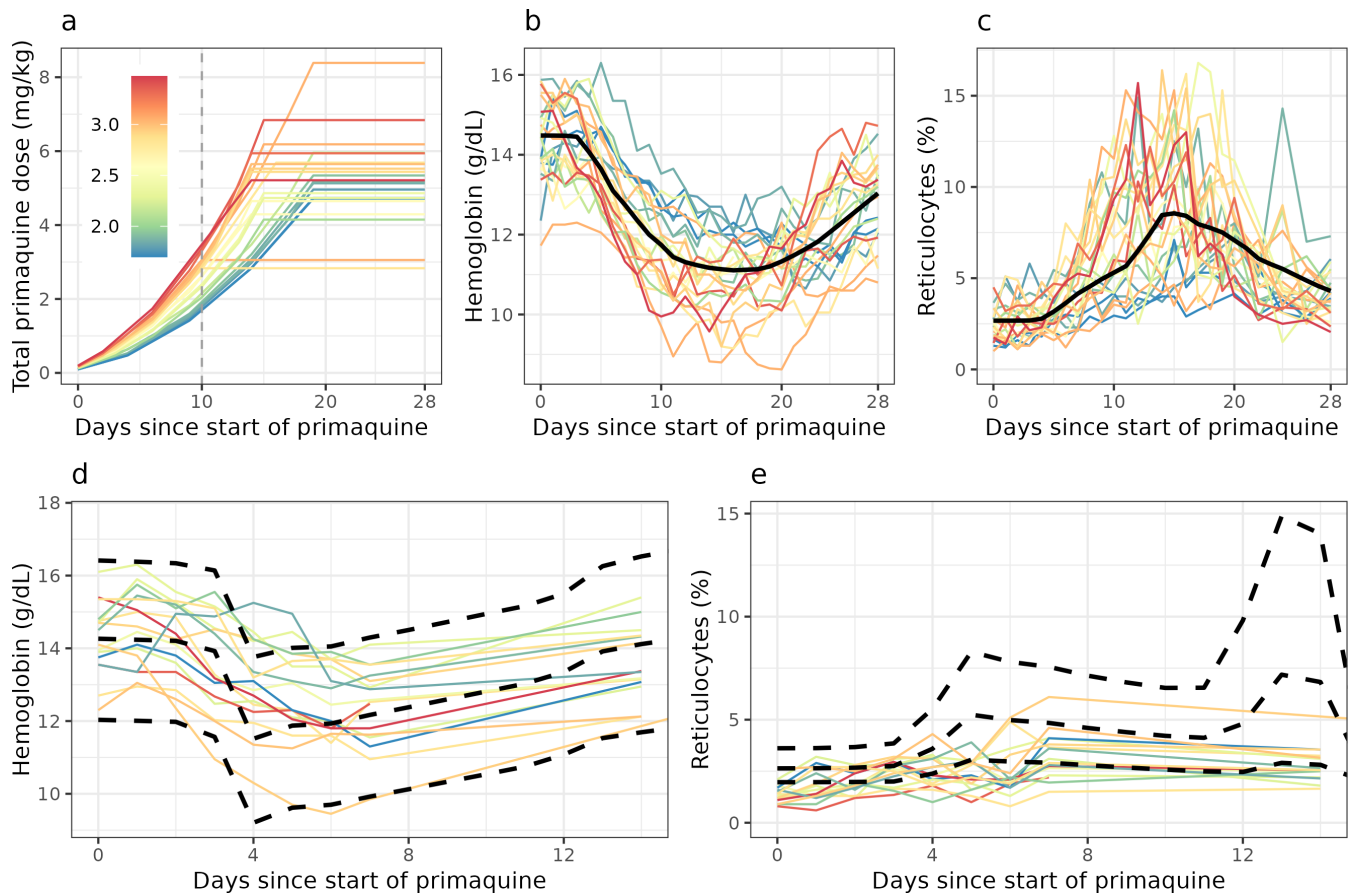 a
Total primaquine dose (mg/kg)
8
6
4
2
0
3.0
2.5
2.0
0 10 20 28
Days since start of primaquine
b
Hemoglobin (g/dL)
16
14
12
10
0 10 20 28
Days since start of primaquine
c
Reticulocytes (%)
15
10
5
0
0 10 20 28
Days since start of primaquine
d
Hemoglobin (g/dL)
18
16
14
12
10
0 4 8 12
Days since start of primaquine
e
Reticulocytes (%)
15
10
5
0
0 4 8 12
Days since start of primaquine